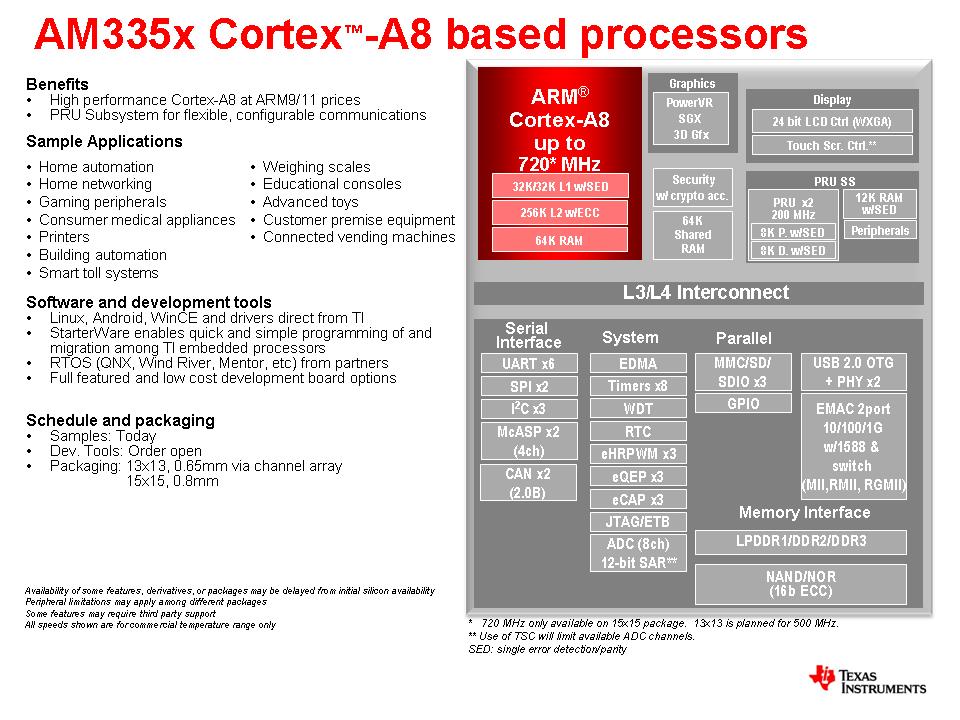 AM335x Cortex™-A8 based processors
Benefits
• High performance Cortex-A8 at ARM9/11 prices
• PRU Subsystem for flexible, configurable communications
Sample Applications
• Home automation
• Home networking
• Gaming peripherals
• Consumer medical appliances
• Printers
• Building automation
• Smart toll systems
• Weighing scales
• Educational consoles
• Advanced toys
• Customer premise equipment
• Connected vending machines
Software and development tools
• Linux, Android, WinCE and drivers direct from TI
• StarterWare enables quick and simple programming of and
migration among TI embedded processors
• RTOS (QNX, Wind River, Mentor, etc) from partners
• Full featured and low cost development board options
Schedule and packaging
• Samples: Today
• Dev. Tools: Order open
• Packaging: 13x13, 0.65mm via channel array
15x15, 0.8mm
Availability of some features, derivatives, or packages may be delayed from initial silicon availability
Peripheral limitations may apply among different packages
Some features may require third party support
All speeds shown are for commercial temperature range only
ARM®
Cortex-A8
up to
720* MHz
32K/32K L1 w/SED
256K L2 w/ECC
64K RAM
Graphics
PowerVR
SGX
3D Gfx
Security
w/ crypto acc.
64K
Shared
RAM
Display
24 bit LCD Ctrl (WXGA)
Touch Scr. Ctrl.**
PRU SS
PRU x2
200 MHz
8K P. w/SED
8K D. w/SED
12K RAM
w/SED
Peripherals
L3/L4 Interconnect
Serial
Interface
UART x6
SPI x2
I²C x3
McASP x2
(4ch)
CAN x2
(2.0B)
System
EDMA
Timers x8
WDT
RTC
eHRPWM x3
eQEP x3
eCAP x3
JTAG/ETB
ADC (8ch)
12-bit SAR**
Parallel
MMC/SD/
SDIO x3
GPIO
USB 2.0 OTG
+ PHY x2
EMAC 2port
10/100/1G
w/1588 &
switch
(MII,RMII, RGMII)
Memory Interface
LPDDR1/DDR2/DDR3
NAND/NOR
(16b ECC)
* 720 MHz only available on 15x15 package. 13x13 is planned for 500 MHz.
** Use of TSC will limit available ADC channels.
SED: single error detection/parity
TEXAS
INSTRUMENTS